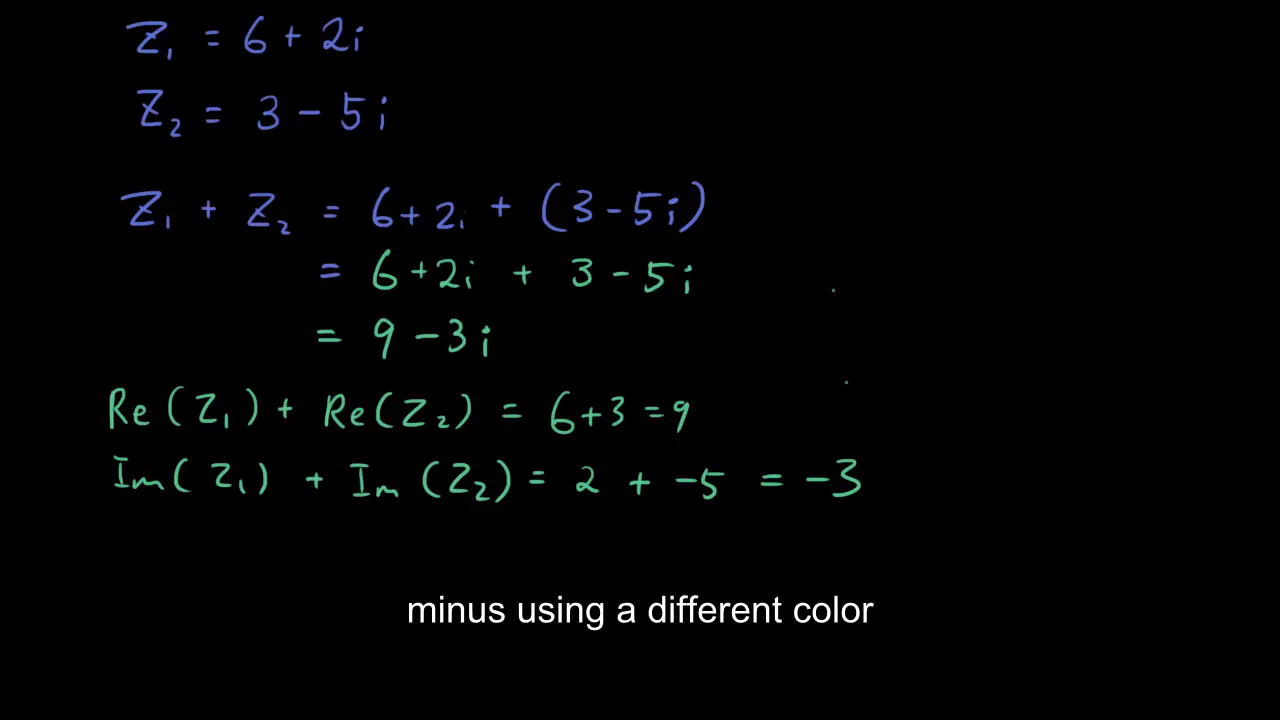 Z₁ = 6 + 2i
Z₂ = 3 - 5i
Z₁ + Z₂ = 6 + 2i + (3 - 5i)
= 6 + 2i + 3 - 5i
= 9 - 3i
Re(Z₁) + Re(Z₂) = 6 + 3 = 9
Im(Z₁) + Im(Z₂) = 2 + -5 = -3
minus using a different color